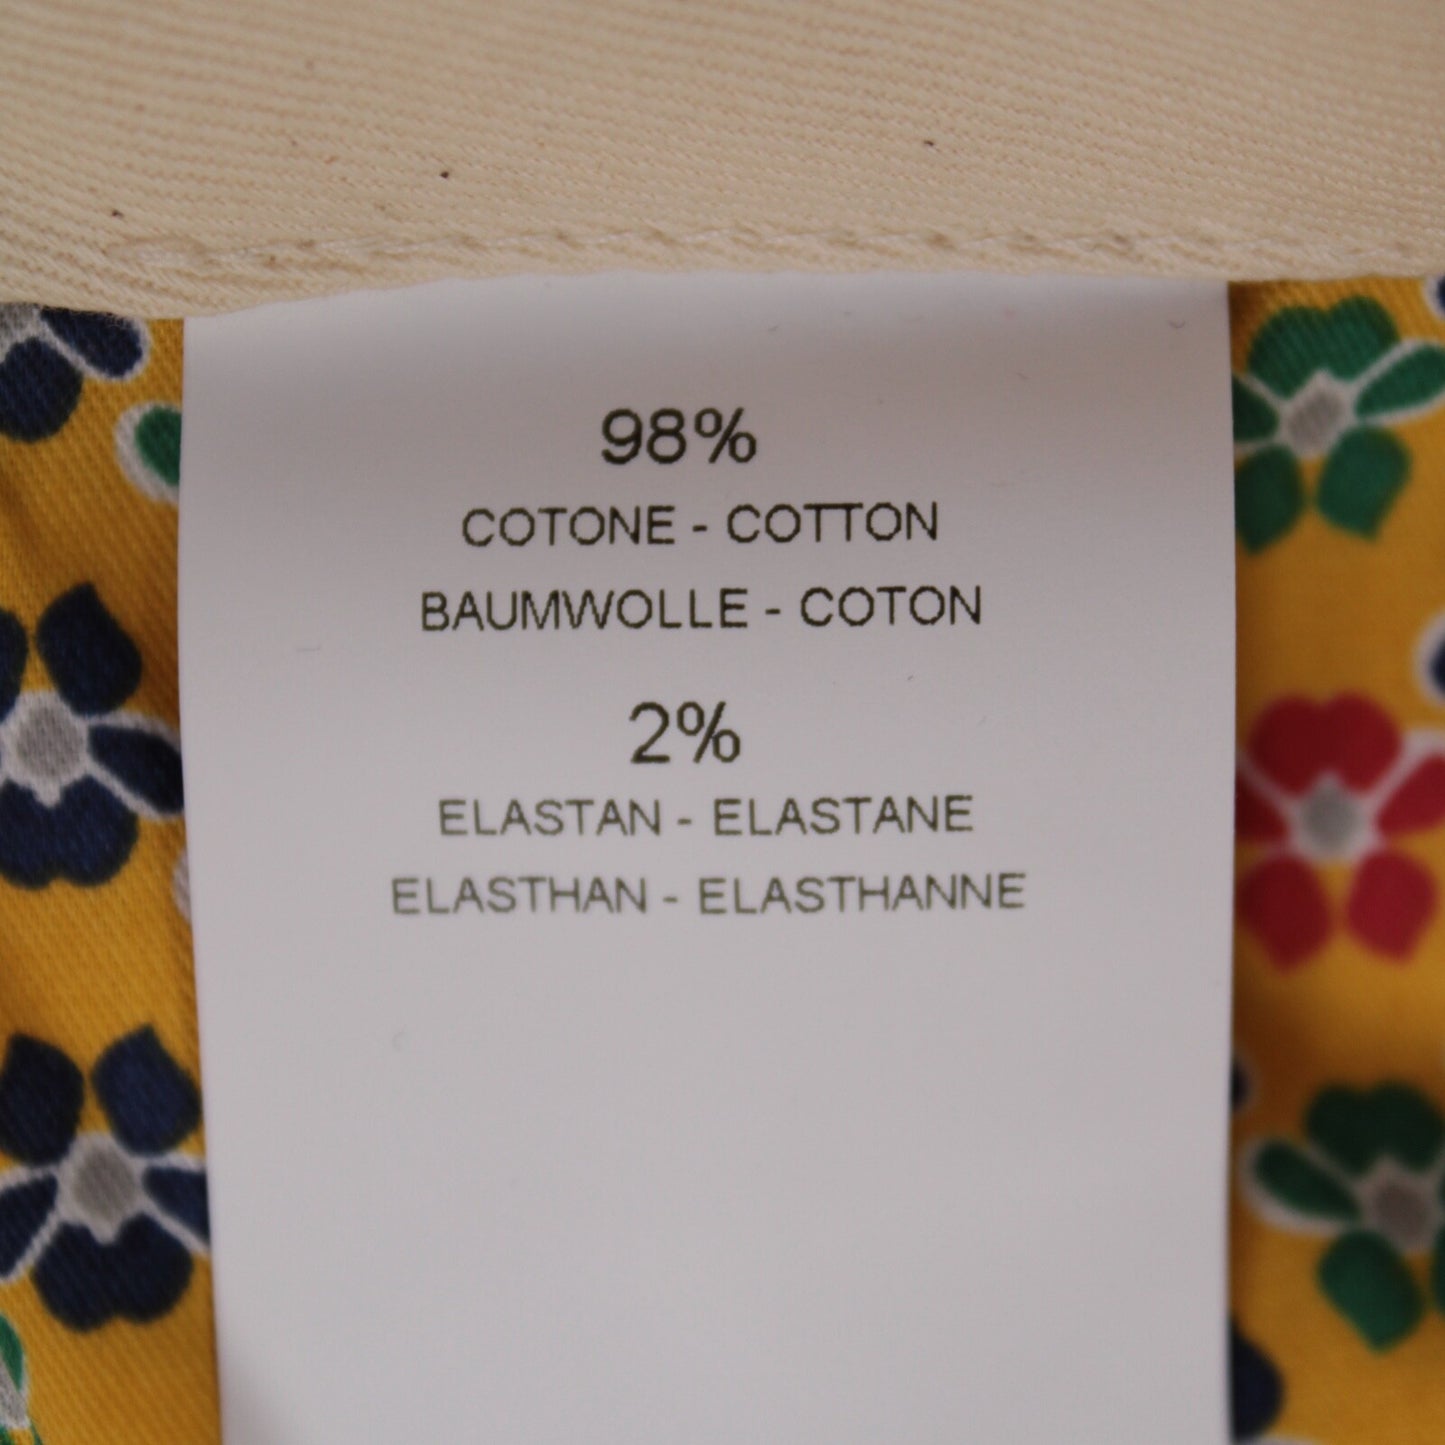 98%
COTONE - COTTON
BAUMWOLLE - COTON
2%
ELASTAN - ELASTANE
ELASTHAN - ELASTHANNE